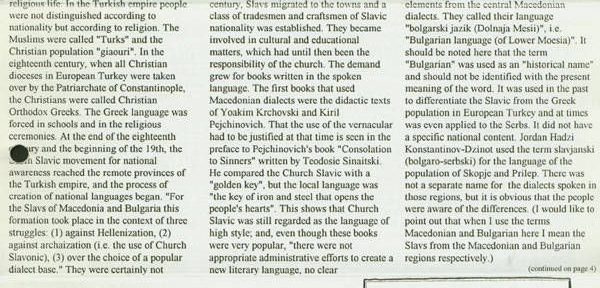 religious life. In the Turkish empire people
were not distinguished according to
nationality but according to religion. The
Muslims were called "Turks" and the
Christian population "giaouri". In the
eighteenth century, when all Christian
dioceses in European Turkey were taken
over by the Patriarchate of Constantinople,
the Christians were called Christian
Orthodox Greeks. The Greek language was
forced in schools and in the religious
ceremonies. At the end of the eighteenth
and the beginning of the 19th, the
Slavic movement for national
awareness reached the remote provinces of
the Turkish empire, and the process of
creation of national languages began. "For
the Slavs of Macedonia and Bulgaria this
formation took place in the context of three
struggles: (1) against Hellenization, (2)
against archaization (i.e. the use of Church
Slavonic), (3) over the choice of a popular
dialect base." They were certainly not
century, Slavs migrated to the towns and a
class of tradesmen and craftsmen of Slavic
nationality was established. They became
involved in cultural and educational
matters, which had until then been the
responsibility of the church. The demand
grew for books written in the spoken
language. The first books that used
Macedonian dialects were the didactic texts
of Yoakim Krchovski and Kiril
Pejchinovich. That the use of the vernacular
had to be justified at that time is seen in the
preface to Pejchinovich's book "Consolation
to Sinners" written by Teodosie Sinaitski.
He compared the Church Slavic with a
"golden key", but the local language was
"the key of iron and steel that opens the
people's hearts". This shows that Church
Slavic was still regarded as the language of
high style; and, even though these books
were very popular, "there were not
appropriate administrative efforts to create a
new literary language, no clear
elements from the central Macedonian
dialects. They called their language
"bolgarski jazik (Dolnaja Mesii)", i.e.
"Bulgarian language (of Lower Moesia)". It
should be noted here that the term
"Bulgarian" was used as an "historical name"
and should not be identified with the present
meaning of the word. It was used in the past
to differentiate the Slavic from the Greek
population in European Turkey and at times
was even applied to the Serbs. It did not have
a specific national content. Jordan Hadzi
Konstantinov-Dzinot used the term slavjanski
(bolgaro-serbski) for the language of the
population of Skopje and Prilep. There was
not a separate name for the dialects spoken in
those regions, but it is obvious that the people
were aware of the differences. (I would like to
point out that when I use the terms
Macedonian and Bulgarian here I mean the
Slavs from the Macedonian and Bulgarian
regions respectively.)
(continued on page 4)